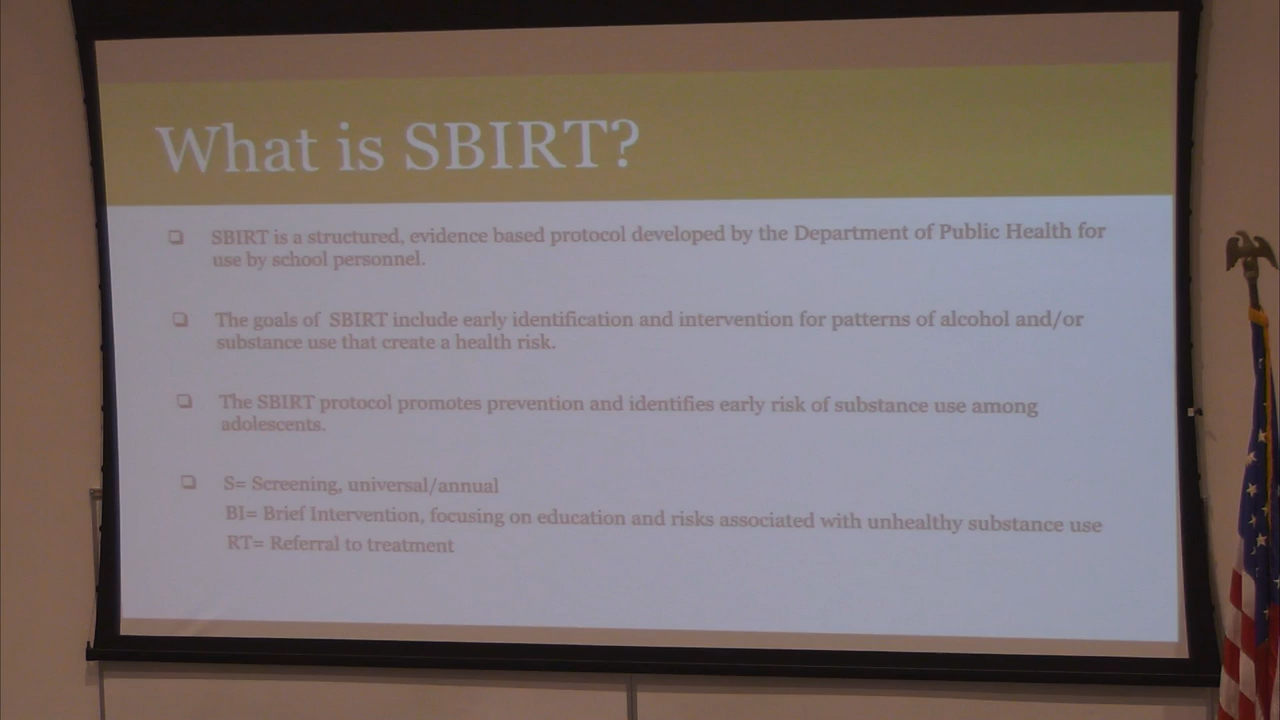 What is SBIRT?
❑ SBIRT is a structured, evidence based protocol developed by the Department of Public Health for
use by school personnel.
❑ The goals of SBIRT include early identification and intervention for patterns of alcohol and/or
substance use that create a health risk.
❑ The SBIRT protocol promotes prevention and identifies early risk of substance use among
adolescents.
❑ S= Screening, universal/annual
BI= Brief Intervention, focusing on education and risks associated with unhealthy substance use
RT= Referral to treatment